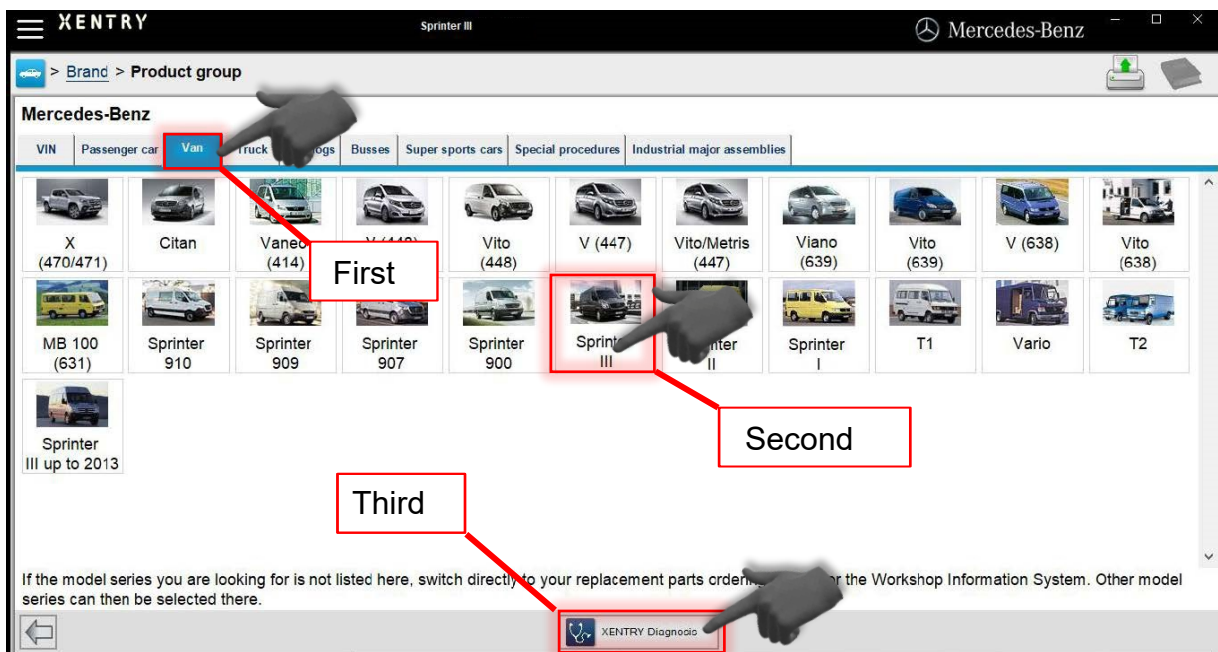 XENTRY
Sprinter III
Mercedes-Benz
> Brand > Product group
Mercedes-Benz
VIN Passenger car Van Truck Busses Super sports cars Special procedures Industrial major assemblies
X
(470/471)
Citan
Vaneo
(414)
Vito
(448)
V (447)
Vito/Metris
(447)
Viano
(639)
Vito
(639)
V (638)
Vito
(638)
First
MB 100
(631)
Sprinter
910
Sprinter
909
Sprinter
907
Sprinter
900
III
II
Sprinter
I
T1
Vario
T2
Sprinter
III up to 2013
Second
Third
If the model series you are looking for is not listed here, switch directly to your replacement parts the Workshop Information System. Other model
series can then be selected there.
XENTRY Diagnosis